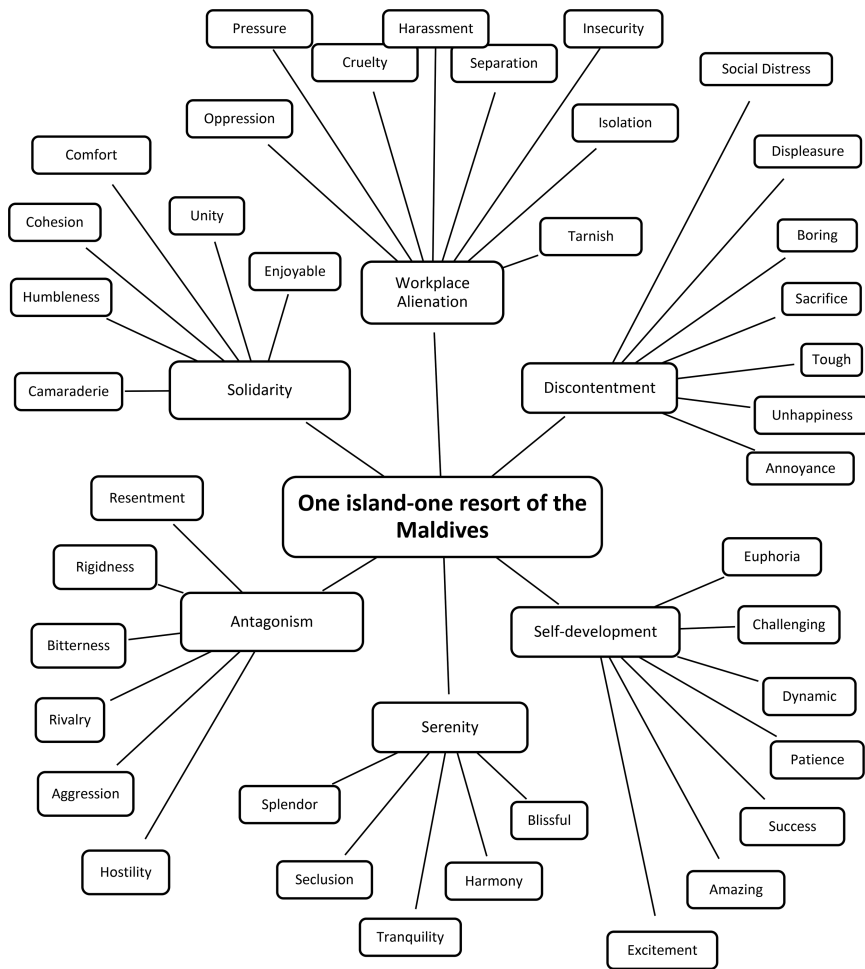 Pressure
Harassment
Insecurity
Cruelty
Separation
Social Distress
Oppression
Isolation
Comfort
Displeasure
Cohesion
Unity
Tarnish
Boring
Enjoyable
Workplace
Alienation
Humbleness
Sacrifice
Tough
Camaraderie
Solidarity
Discontentment
Unhappiness
Annoyance
Resentment
One island-one resort of the
Maldives
Euphoria
Rigidness
Antagonism
Self-development
Challenging
Bitterness
Dynamic
Rivalry
Serenity
Patience
Aggression
Splendor
Blissful
Success
Hostility
Seclusion
Harmony
Amazing
Tranquility
Excitement